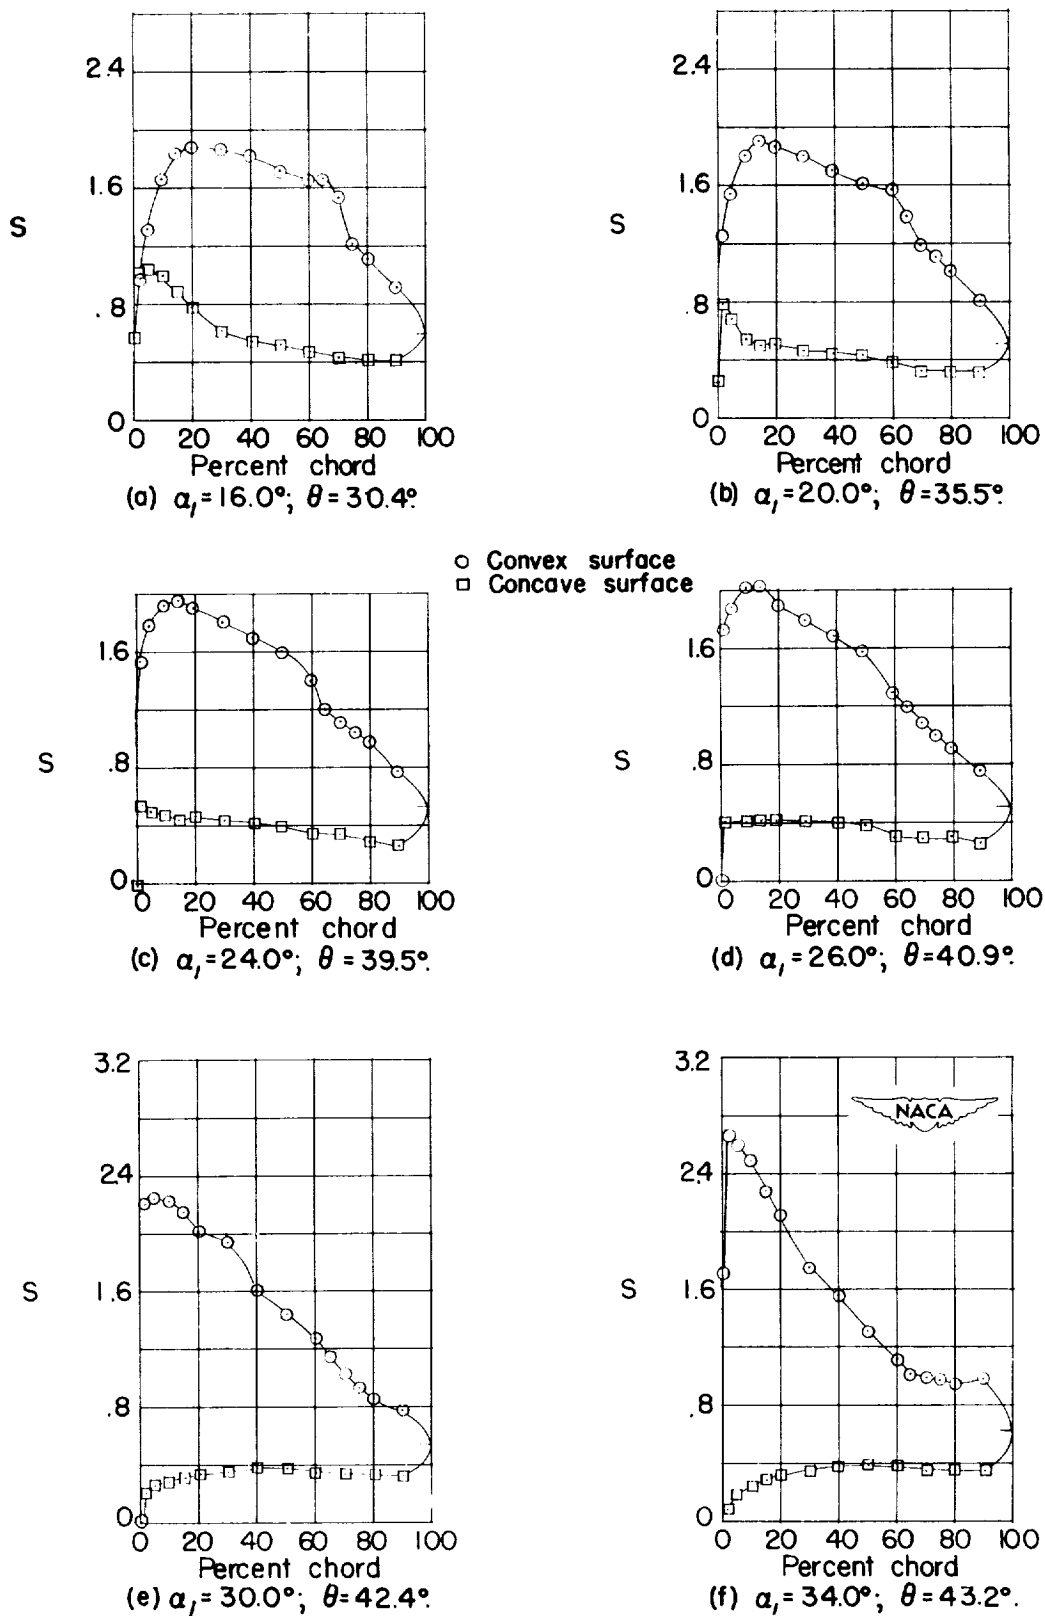 2.4
1.6
S
.8
0
0 20 40 60 80 100
Percent chord
(a) α₁=16.0°; θ=30.4°.
2.4
1.6
S
.8
0
0 20 40 60 80 100
Percent chord
(b) α₁=20.0°; θ=35.5°.
○ Convex surface
□ Concave surface
1.6
S
.8
0
0 20 40 60 80 100
Percent chord
(c) α₁=24.0°; θ=39.5°.
1.6
S
.8
0
0 20 40 60 80 100
Percent chord
(d) α₁=26.0°; θ=40.9°.
3.2
2.4
S
1.6
.8
0
0 20 40 60 80 100
Percent chord
(e) α₁=30.0°; θ=42.4°.
3.2
NACA
2.4
S
1.6
.8
0
0 20 40 60 80 100
Percent chord
(f) α₁=34.0°; θ=43.2°.